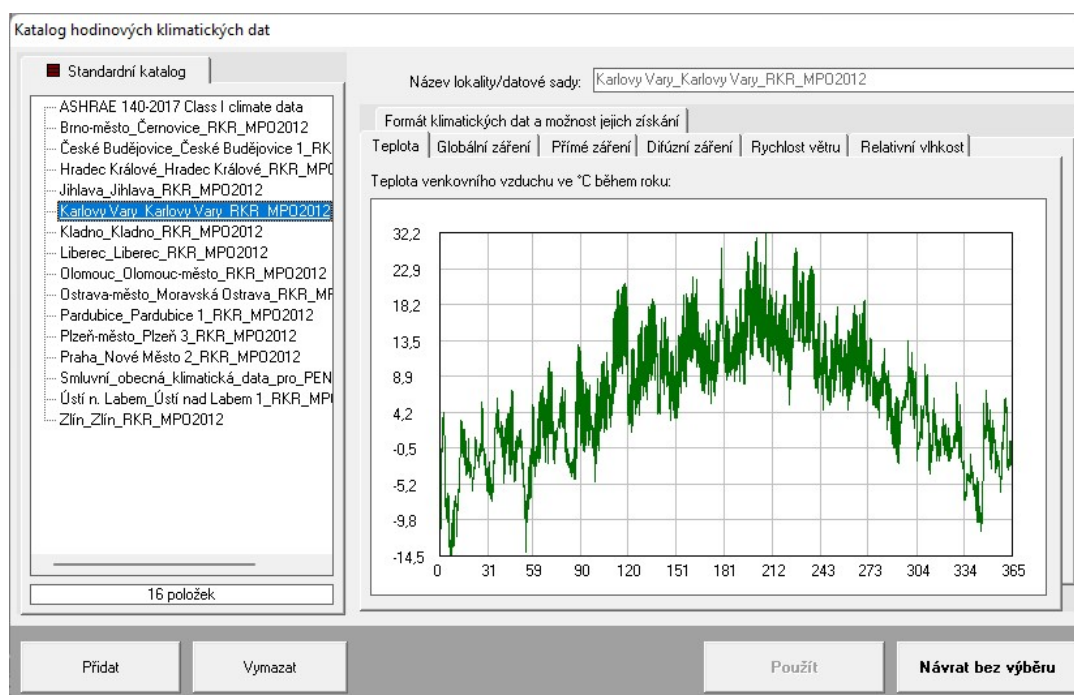 Katalog hodinových klimatických dat
Standardní katalog
ASHRAE 140-2017 Class I climate data
Brno-město_Černovice_RKR_MPO2012
České Budějovice_České Budějovice 1_RK
Hradec Králové_Hradec Králové_RKR_MPO
Jihlava_Jihlava_RKR_MPO2012
Karlovy Vary_Karlovy Vary_RKR_MPO2012
Kladno_Kladno_RKR_MPO2012
Liberec_Liberec_RKR_MPO2012
Olomouc_Olomouc-město_RKR_MPO2012
Ostrava-město_Moravská Ostrava_RKR_MP
Pardubice_Pardubice 1_RKR_MPO2012
Plzeň-město_Plzeň 3_RKR_MPO2012
Praha_Nové Město 2_RKR_MPO2012
Smluvní_obecná_klimatická_data_pro_PEN
Ústí n. Labem_Ústí nad Labem 1_RKR_MP
Zlín_Zlín_RKR_MPO2012
16 položek
Název lokality/datové sady: Karlovy Vary_Karlovy Vary_RKR_MPO2012
Formát klimatických dat a možnost jejich získání
Teplota Globální záření Přímé záření Difúzní záření Rychlost větru Relativní vlhkost
Teplota venkovního vzduchu ve °C během roku:
32,2
22,9
18,2
13,5
8,9
4,2
-0,5
-5,2
-9,8
-14,5
0 31 59 90 120 151 181 212 243 273 304 334 365
Přidat Vymazat Použít Návrat bez výběru